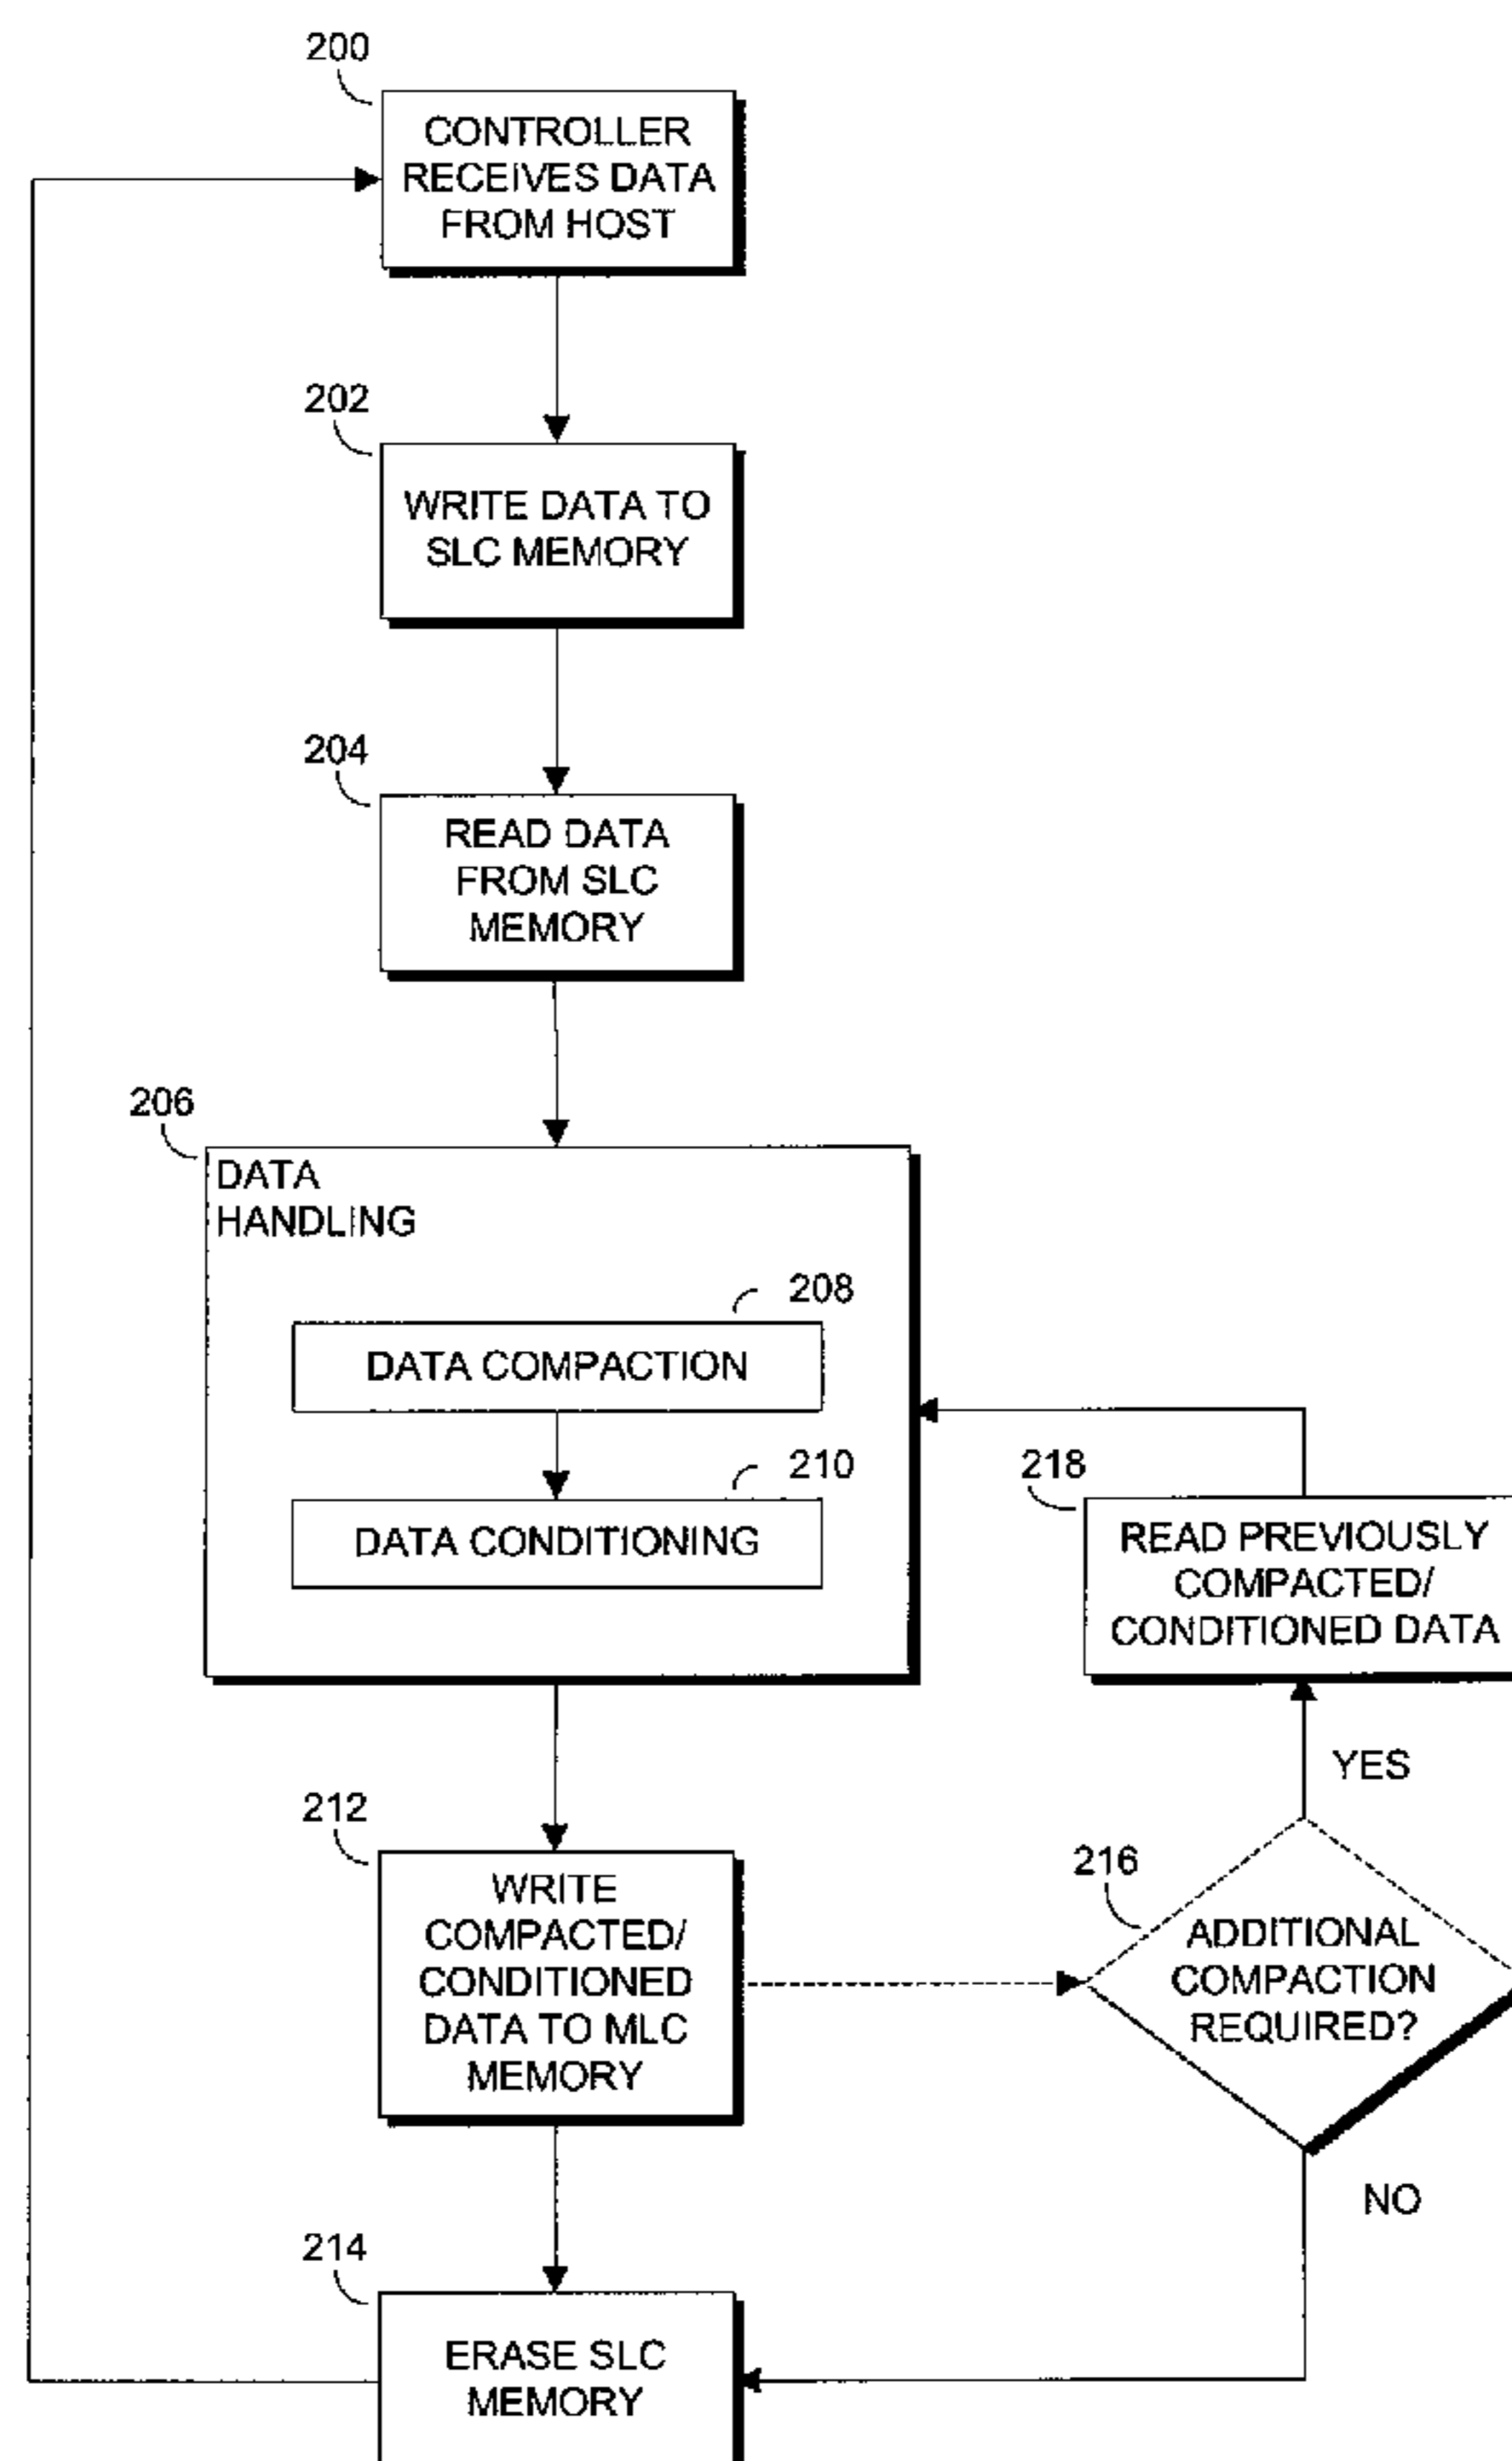 200
CONTROLLER
RECEIVES DATA
FROM HOST
202
WRITE DATA TO
SLC MEMORY
204
READ DATA
FROM SLC
MEMORY
206
DATA
HANDLING
208
DATA COMPACTION
210
DATA CONDITIONING
218
READ PREVIOUSLY
COMPACTED/
CONDITIONED DATA
YES
212
WRITE
COMPACTED/
CONDITIONED
DATA TO MLC
MEMORY
216
ADDITIONAL
COMPACTION
REQUIRED?
NO
214
ERASE SLC
MEMORY